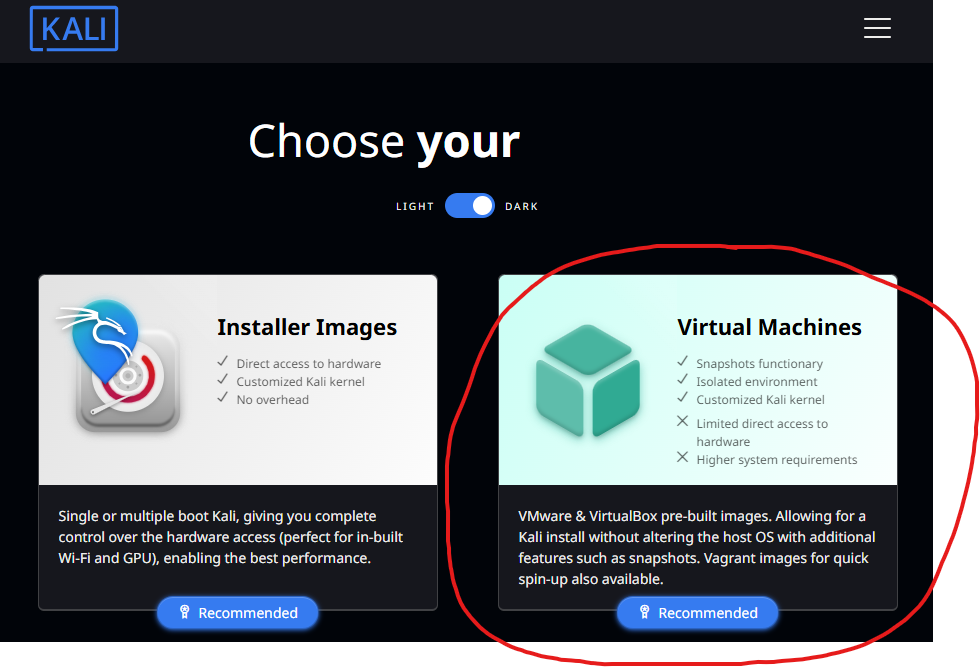 KALI
Choose your
LIGHT DARK
Installer Images
Direct access to hardware
Customized Kali kernel
No overhead
Single or multiple boot Kali, giving you complete
control over the hardware access (perfect for in-built
Wi-Fi and GPU), enabling the best performance.
Recommended
Virtual Machines
Snapshots functionary
Isolated environment
Customized Kali kernel
Limited direct access to
hardware
Higher system requirements
VMware & VirtualBox pre-built images. Allowing for a
Kali install without altering the host OS with additional
features such as snapshots. Vagrant images for quick
spin-up also available.
Recommended